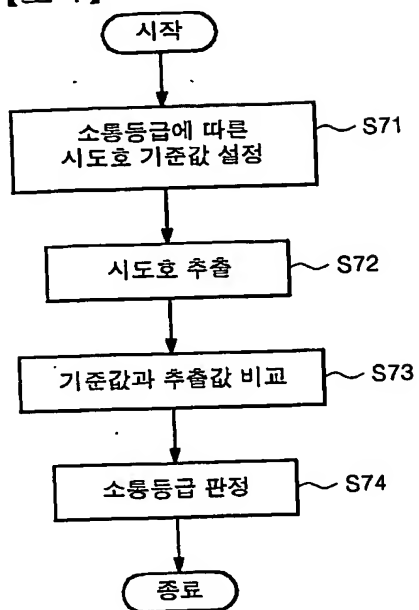 시작
소통등급에 따른
시도호 기준값 설정
S71
시도호 추출
S72
기준값과 추출값 비교
S73
소통등급 판정
S74
종료